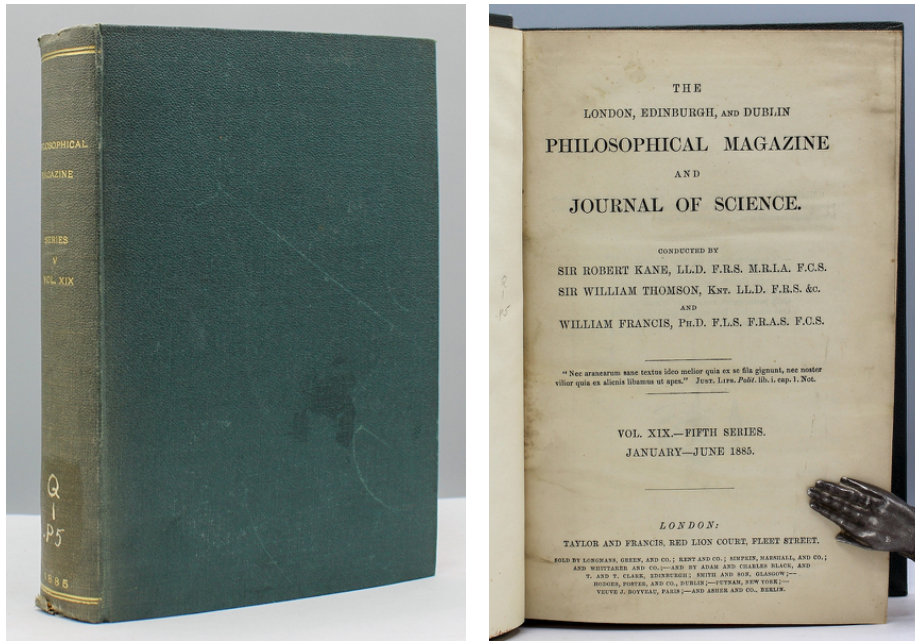 PHILOSOPHICAL
MAGAZINE
SERIES
V
VOL. XIX
Q
1
.P5
1885
THE
LONDON, EDINBURGH, AND DUBLIN
PHILOSOPHICAL MAGAZINE
AND
JOURNAL OF SCIENCE.
CONDUCTED BY
SIR ROBERT KANE, LL.D. F.R.S. M.R.I.A. F.C.S.
SIR WILLIAM THOMSON, KNT. LL.D. F.R.S. &c.
AND
WILLIAM FRANCIS, PH.D. F.L.S. F.R.A.S. F.C.S.
"Nec aranearum sane textus ideo melior quia ex se fila gignunt, nec noster
vilior quia ex alienis libamus ut apes." JUST. LIPS. Polit. lib. i. cap. 1. Not.
VOL. XIX.—FIFTH SERIES.
JANUARY—JUNE 1885.
LONDON:
TAYLOR AND FRANCIS, RED LION COURT, FLEET STREET.
SOLD BY LONGMANS, GREEN, AND CO.; KENT AND CO.; SIMPKIN, MARSHALL, AND CO.;
AND WHITTAKER AND CO.;—AND BY ADAM AND CHARLES BLACK, AND
T. AND T. CLARK, EDINBURGH; SMITH AND SON, GLASGOW;—
HODGES, FOSTER, AND CO., DUBLIN;—PUTNAM, NEW YORK;—
VEUVE J. BOYVEAU, PARIS;—AND ASHER AND CO., BERLIN.
Q
1
.P5